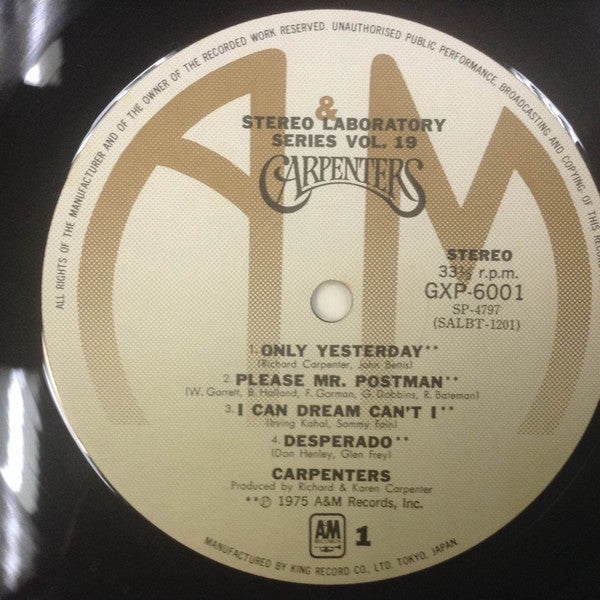 ALL RIGHTS OF THE MANUFACTURER AND OF THE OWNER OF THE RECORDED WORK RESERVED. UNAUTHORISED PUBLIC PERFORMANCE, BROADCASTING AND COPYING OF THIS RECORD
A&M
STEREO LABORATORY
SERIES VOL. 19
CARPENTERS
STEREO
33⅓ r.p.m.
GXP-6001
SP-4797
(SALBT-1201)
1. ONLY YESTERDAY**
(Richard Carpenter, John Bettis)
2. PLEASE MR. POSTMAN**
(W. Garrett, B. Holland, F. Gorman, G. Dobbins, R. Bateman)
3. I CAN DREAM CAN'T I**
(Irving Kahal, Sammy Fain)
4. DESPERADO**
(Don Henley, Glen Frey)
CARPENTERS
Produced by Richard & Karen Carpenter
**℗ 1975 A&M Records, Inc.
A&M
RECORDS
1
MANUFACTURED BY KING RECORD CO., LTD. TOKYO, JAPAN